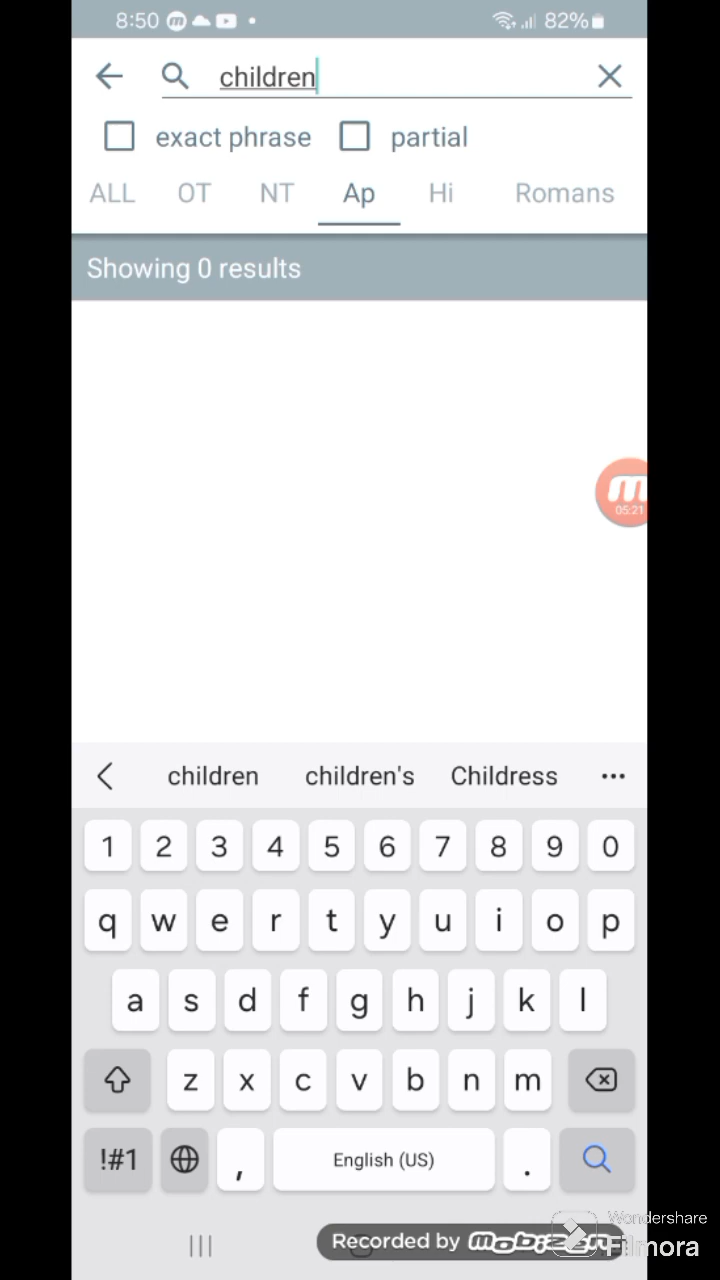 8:50 82%
children
exact phrase partial
ALL OT NT Ap Hi Romans
Showing 0 results
05:21
children children's Childress ...
1 2 3 4 5 6 7 8 9 0
q w e r t y u i o p
a s d f g h j k l
z x c v b n m
!#1 , English (US) .
Wondershare
Recorded by mobizen Filmora